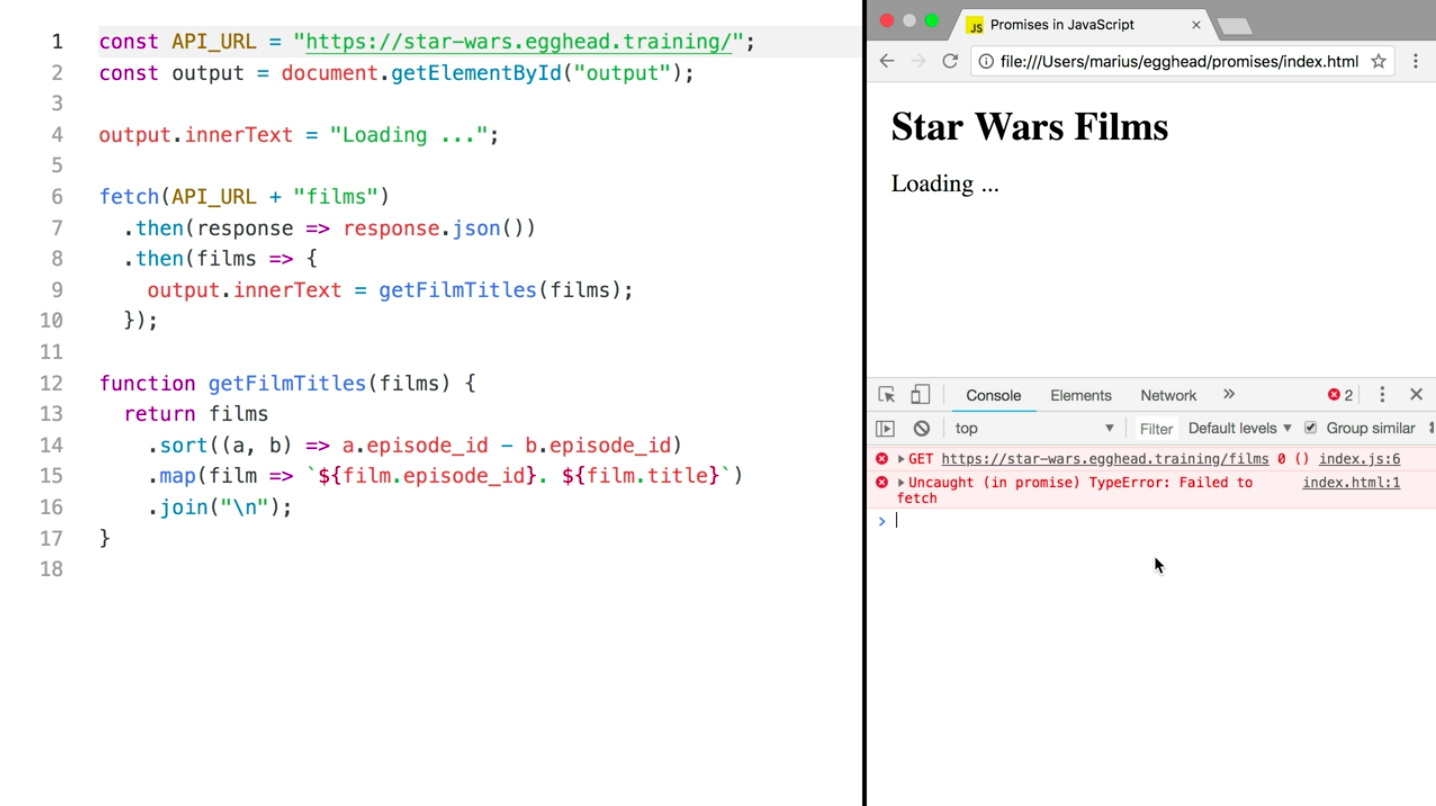 1 const API_URL = "https://star-wars.egghead.training/";
2 const output = document.getElementById("output");
3
4 output.innerText = "Loading ...";
5
6 fetch(API_URL + "films")
7 .then(response => response.json())
8 .then(films => {
9 output.innerText = getFilmTitles(films);
10 });
11
12 function getFilmTitles(films) {
13 return films
14 .sort((a, b) => a.episode_id - b.episode_id)
15 .map(film => `${film.episode_id}. ${film.title}`)
16 .join("\n");
17 }
18
JS Promises in JavaScript
file:///Users/marius/egghead/promises/index.html
Star Wars Films
Loading ...
Console Elements Network 2
top Filter Default levels Group similar
GET https://star-wars.egghead.training/films 0 () index.js:6
Uncaught (in promise) TypeError: Failed to index.html:1
fetch